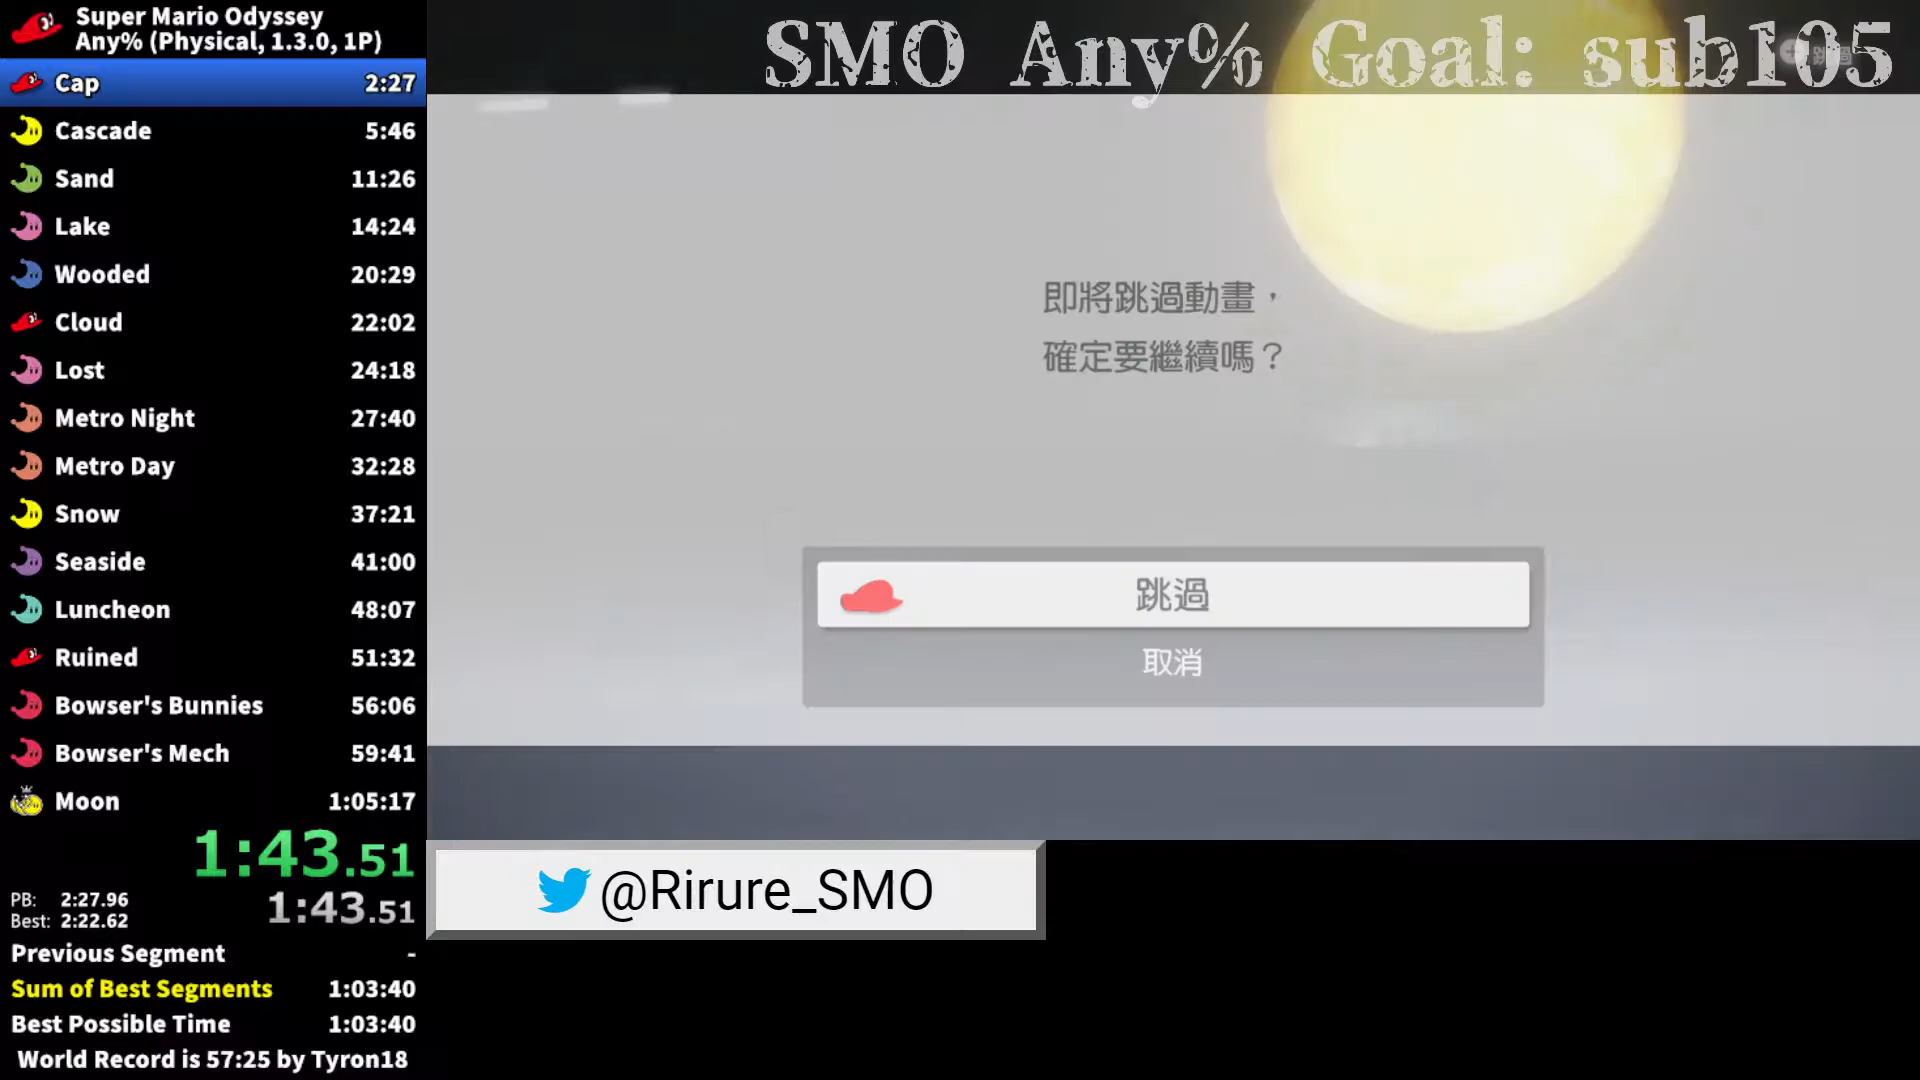 Super Mario Odyssey
Any% (Physical, 1.3.0, 1P)
Cap 2:27
Cascade 5:46
Sand 11:26
Lake 14:24
Wooded 20:29
Cloud 22:02
Lost 24:18
Metro Night 27:40
Metro Day 32:28
Snow 37:21
Seaside 41:00
Luncheon 48:07
Ruined 51:32
Bowser's Bunnies 56:06
Bowser's Mech 59:41
Moon 1:05:17
1:43.51
PB: 2:27.96
Best: 2:22.62
1:43.51
Previous Segment -
Sum of Best Segments 1:03:40
Best Possible Time 1:03:40
World Record is 57:25 by Tyron18
SMO Any% Goal: sub105
即將跳過動畫，
確定要繼續嗎？
跳過
取消
@Rirure_SMO